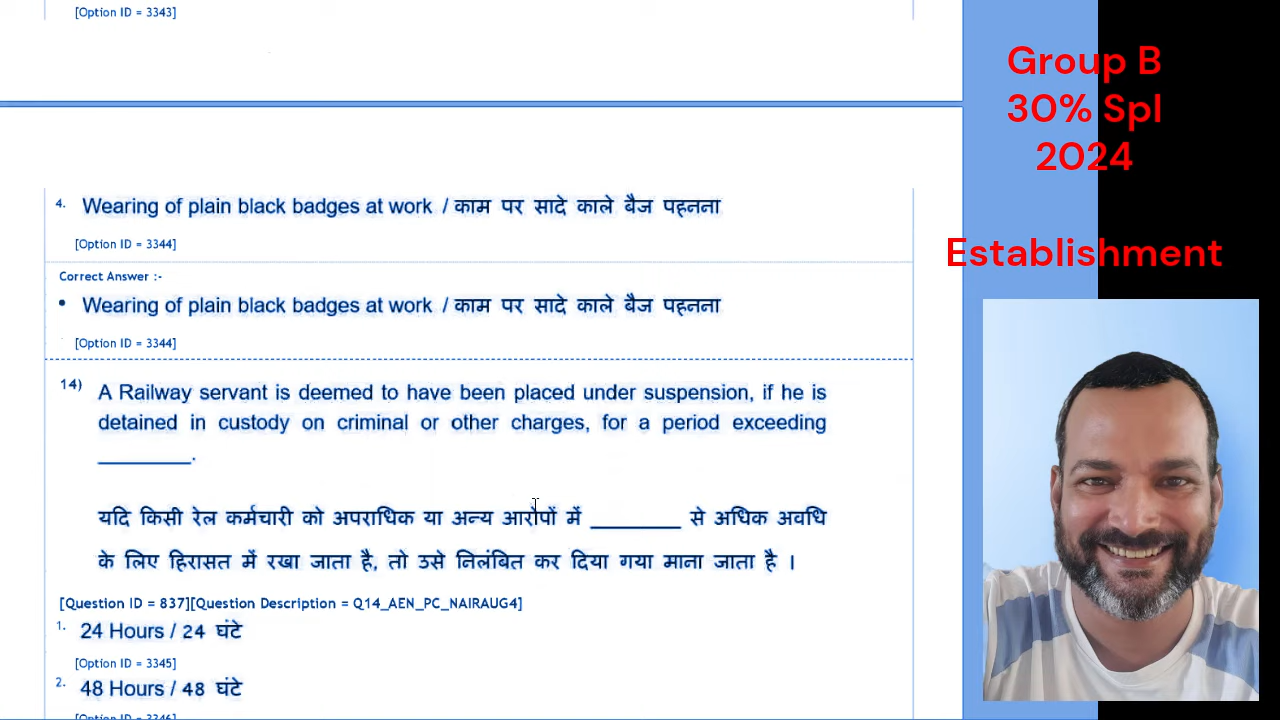 [Option ID = 3343]
4. Wearing of plain black badges at work / काम पर सादे काले बैज पहनना
[Option ID = 3344]
Correct Answer :-
• Wearing of plain black badges at work / काम पर सादे काले बैज पहनना
[Option ID = 3344]
14) A Railway servant is deemed to have been placed under suspension, if he is
detained in custody on criminal or other charges, for a period exceeding
________.
यदि किसी रेल कर्मचारी को अपराधिक या अन्य आरोपों में ________ से अधिक अवधि
के लिए हिरासत में रखा जाता है, तो उसे निलंबित कर दिया गया माना जाता है ।
[Question ID = 837][Question Description = Q14_AEN_PC_NAIRAUG4]
1. 24 Hours / 24 घंटे
[Option ID = 3345]
2. 48 Hours / 48 घंटे
[Option ID = 3346]
Group B
30% Spl
2024
Establishment